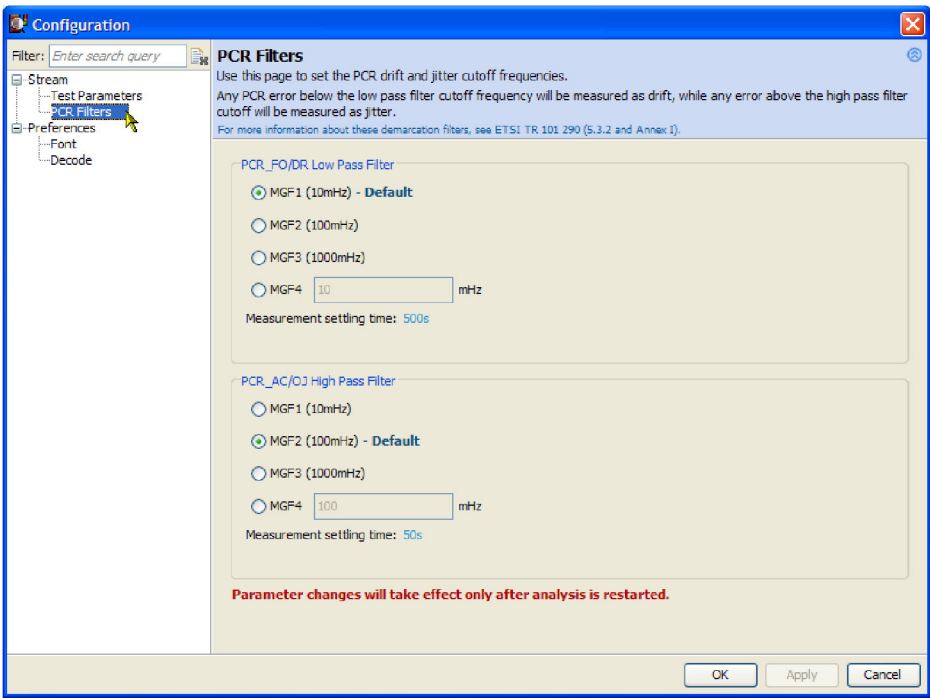 Configuration
Filter: Enter search query
Stream
Test Parameters
PCR Filters
Preferences
Font
Decode
PCR Filters
Use this page to set the PCR drift and jitter cutoff frequencies.
Any PCR error below the low pass filter cutoff frequency will be measured as drift, while any error above the high pass filter
cutoff will be measured as jitter.
For more information about these demarcation filters, see ETSI TR 101 290 (5.3.2 and Annex I).
PCR_FO/DR Low Pass Filter
MGF1 (10mHz) - Default
MGF2 (100mHz)
MGF3 (1000mHz)
MGF4 10 mHz
Measurement settling time: 500s
PCR_AC/OJ High Pass Filter
MGF1 (10mHz)
MGF2 (100mHz) - Default
MGF3 (1000mHz)
MGF4 100 mHz
Measurement settling time: 50s
Parameter changes will take effect only after analysis is restarted.
OK Apply Cancel